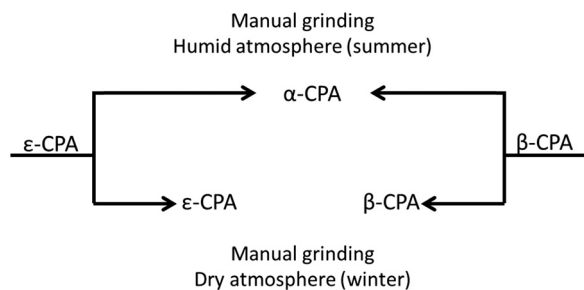 Manual grinding
Humid atmosphere (summer)
α-CPA
ε-CPA
β-CPA
ε-CPA
β-CPA
Manual grinding
Dry atmosphere (winter)